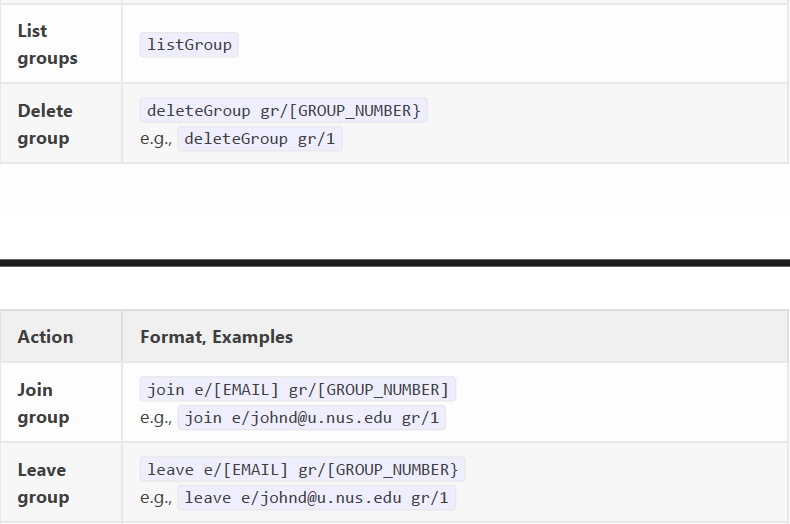 List
groups
listGroup
Delete
group
deleteGroup gr/[GROUP_NUMBER}
e.g., deleteGroup gr/1
Action
Format, Examples
Join
group
join e/[EMAIL] gr/[GROUP_NUMBER]
e.g., join e/johnd@u.nus.edu gr/1
Leave
group
leave e/[EMAIL] gr/[GROUP_NUMBER}
e.g., leave e/johnd@u.nus.edu gr/1